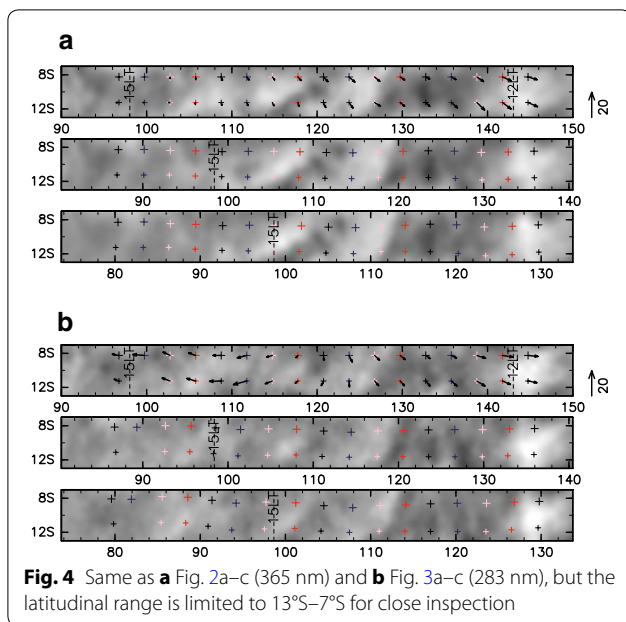 a
8S
12S
15LT
12LT
90 100 110 120 130 140 150
20
8S
12S
15LT
90 100 110 120 130 140
8S
12S
15LT
80 90 100 110 120 130
b
8S
12S
15LT
12LT
90 100 110 120 130 140 150
20
8S
12S
15LT
90 100 110 120 130 140
8S
12S
15LT
80 90 100 110 120 130
Fig. 4 Same as a Fig. 2a–c (365 nm) and b Fig. 3a–c (283 nm), but the
latitudinal range is limited to 13°S–7°S for close inspection